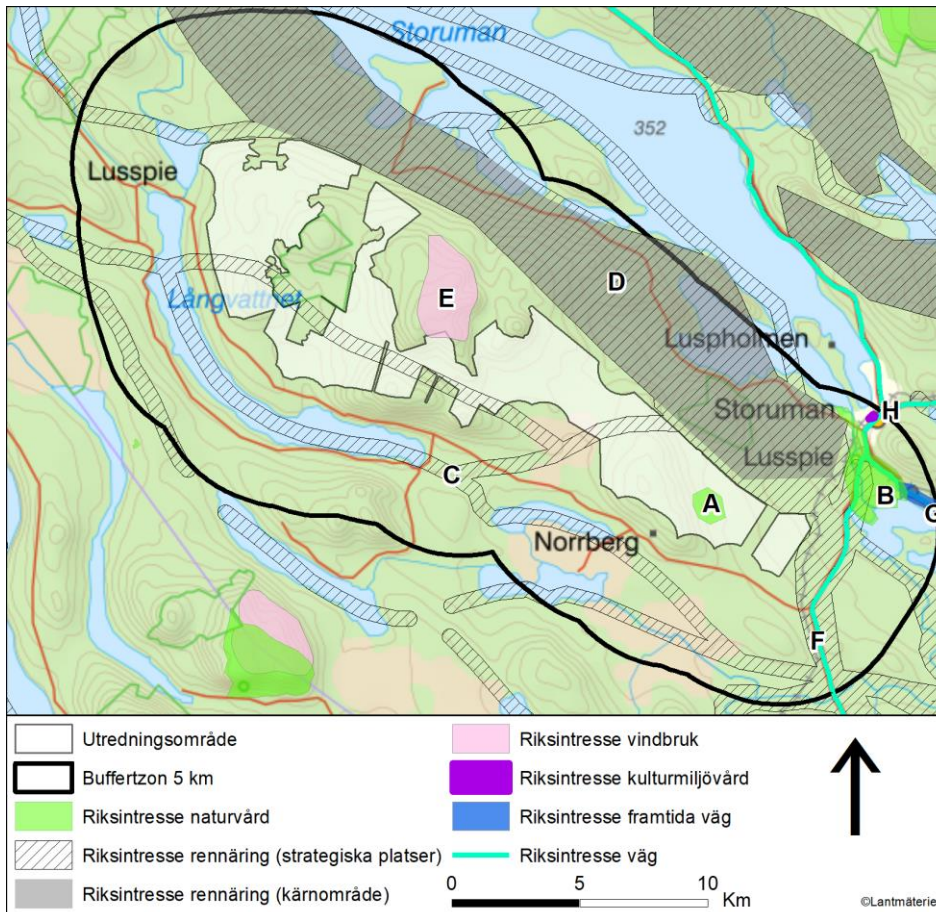 Storuman
352
Lusspie
Långvattnet
E
D
Luspholmen
Storuman
H
Lusspie
C
A
B
G
Norrberg
F
Utredningsområde
Buffertzon 5 km
Riksintresse naturvård
Riksintresse rennäring (strategiska platser)
Riksintresse rennäring (kärnområde)
Riksintresse vindbruk
Riksintresse kulturmiljövård
Riksintresse framtida väg
Riksintresse väg
0 5 10
Km
©Lantmäteriet